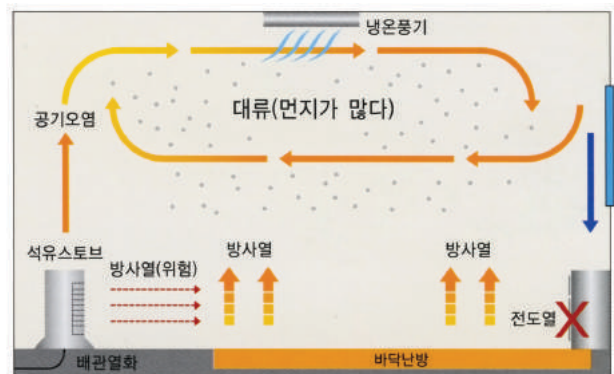 냉온풍기
대류(먼지가 많다)
공기오염
석유스토브
방사열(위험)
방사열
방사열
전도열
배관열화
바닥난방